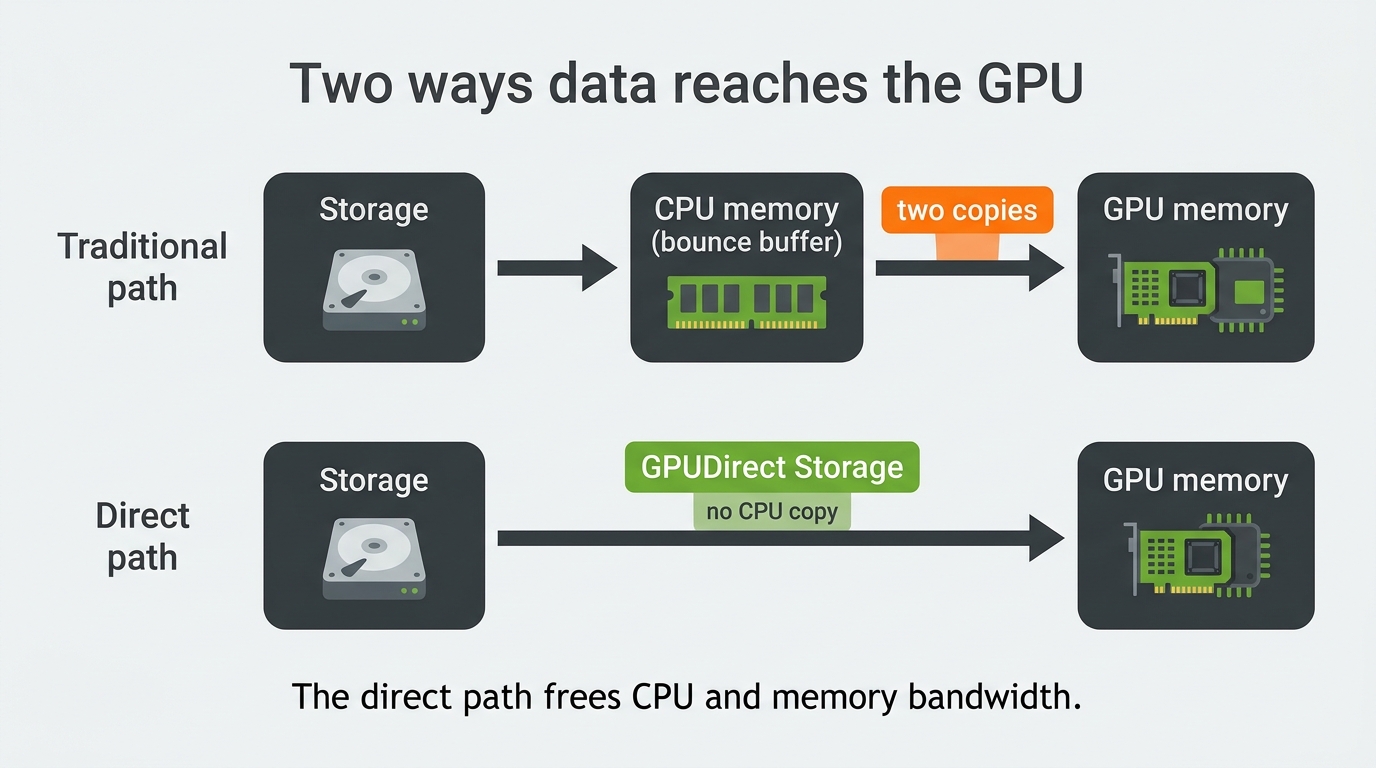 Two ways data reaches the GPU
Traditional
path
Storage
CPU memory
(bounce buffer)
two copies
GPU memory
Direct
path
Storage
GPUDirect Storage
no CPU copy
GPU memory
The direct path frees CPU and memory bandwidth.